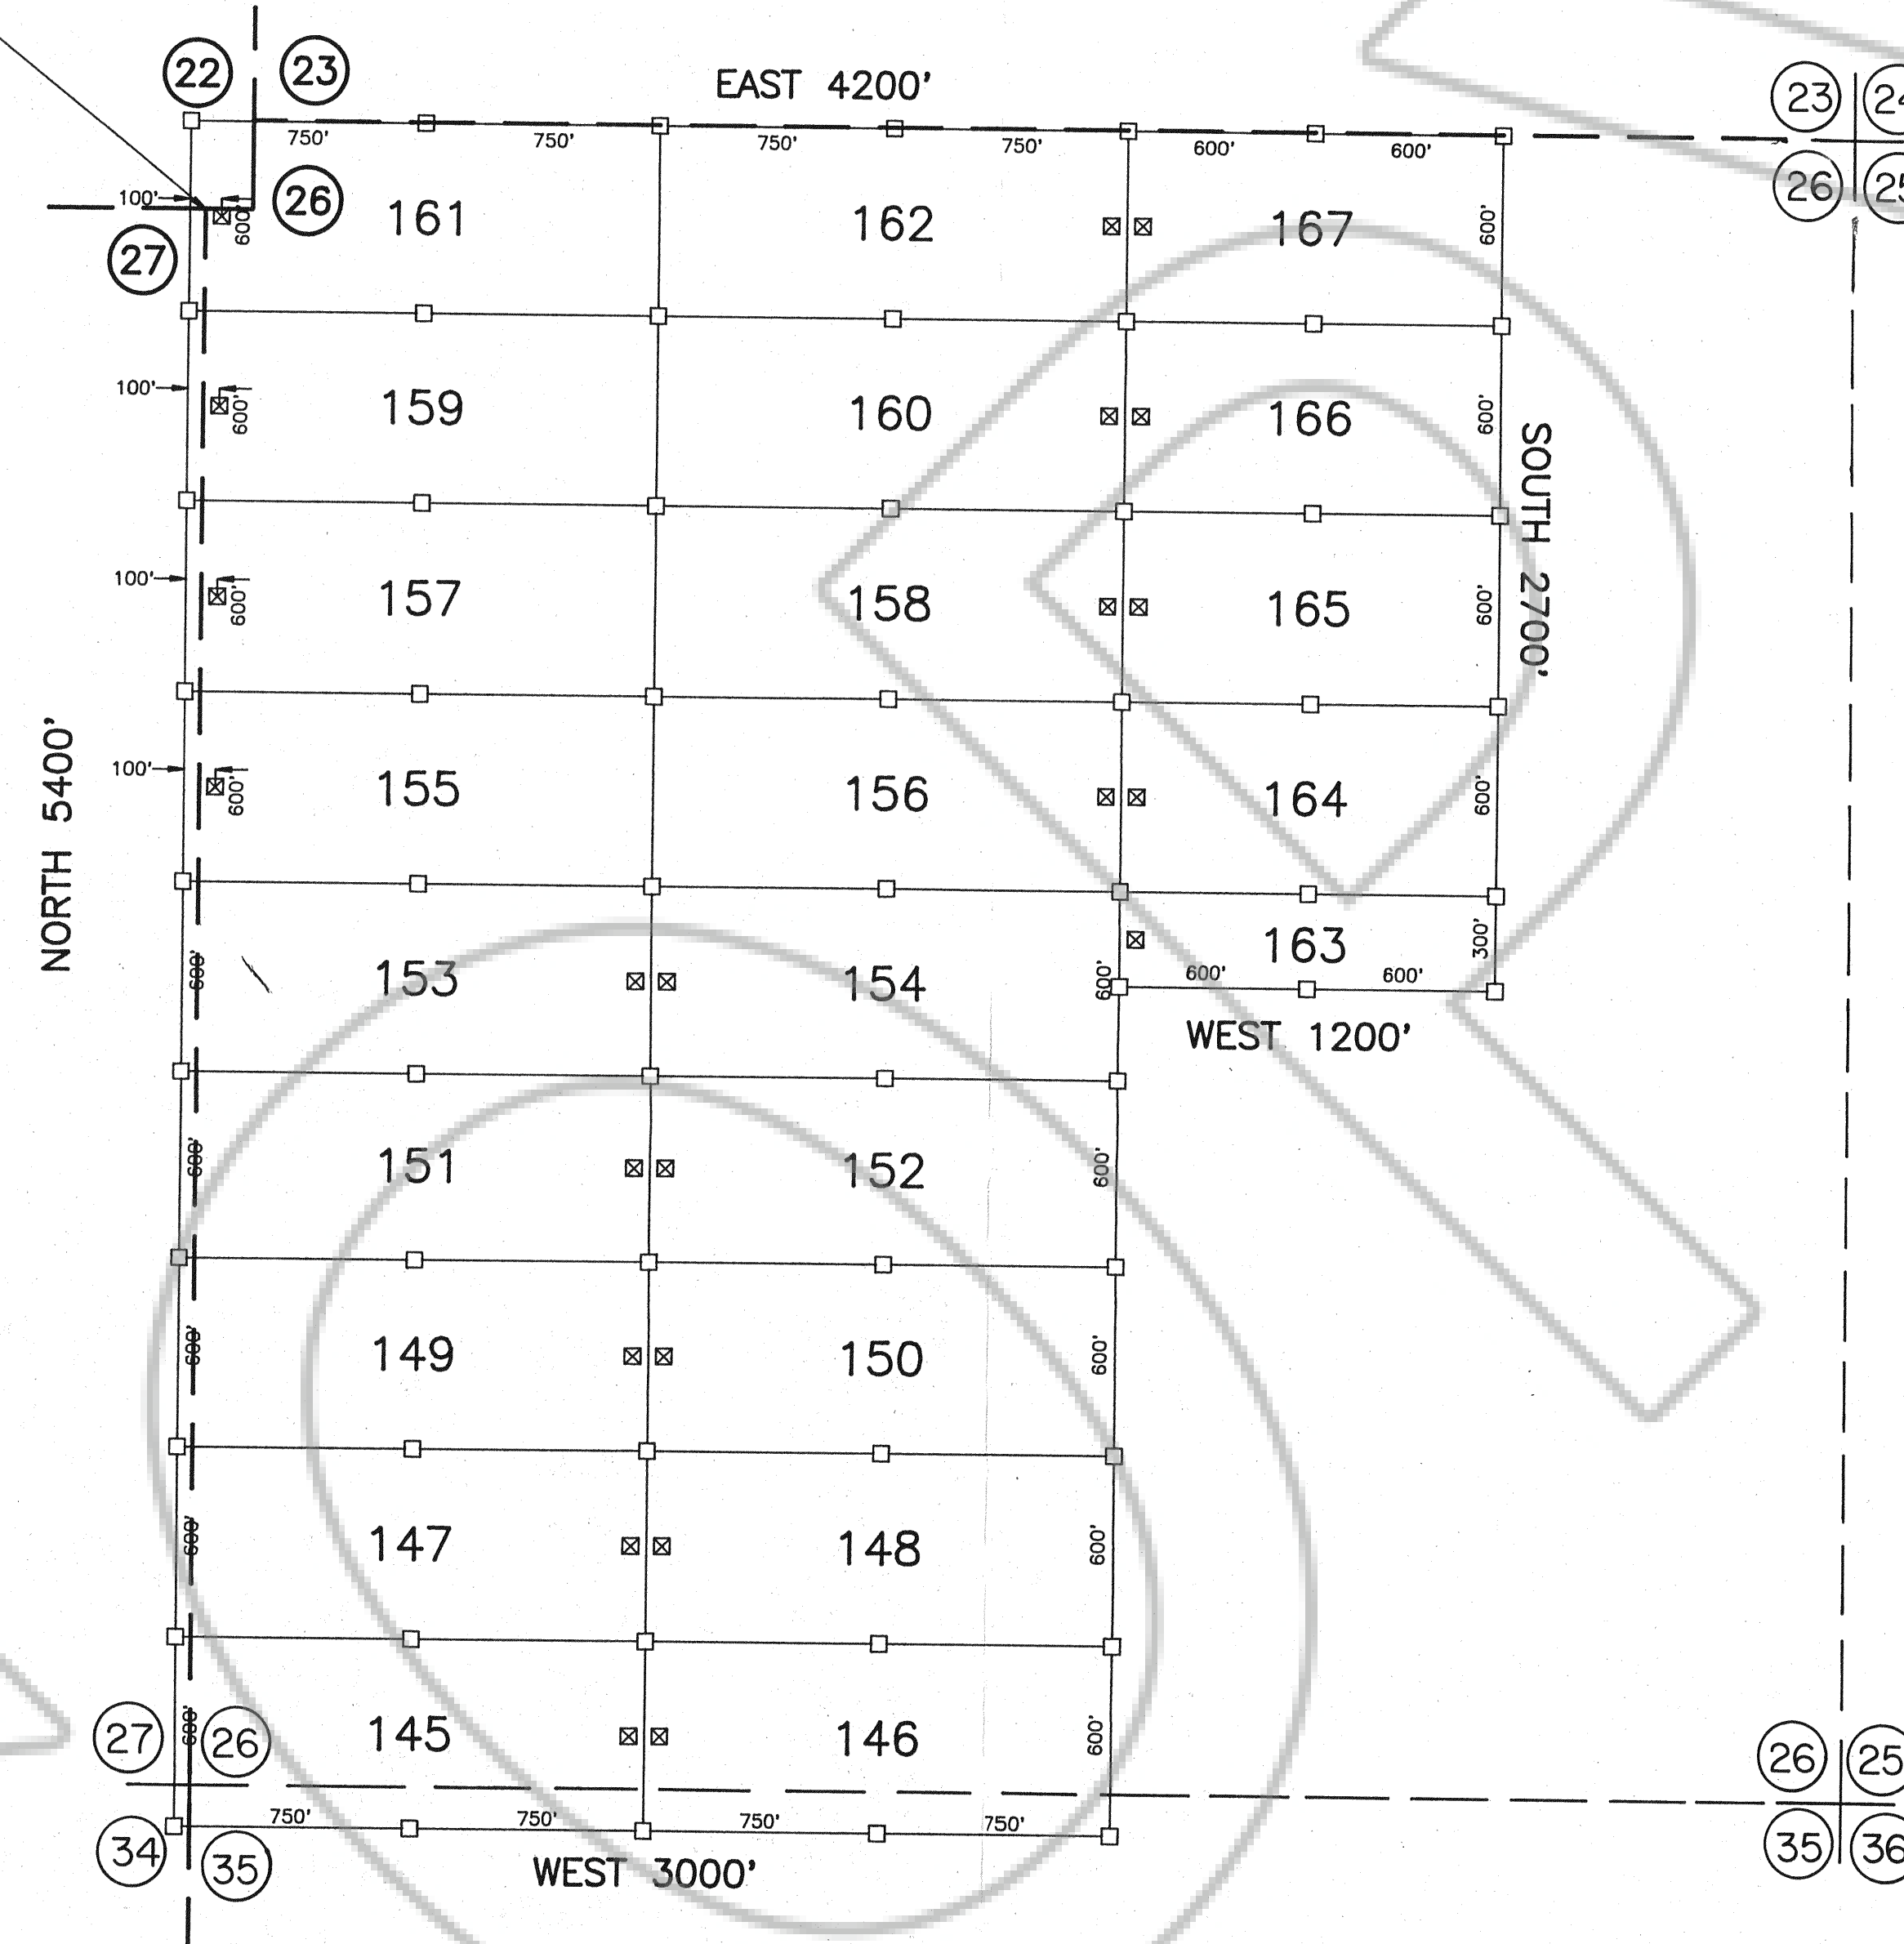 22 23
EAST 4200'
23 24
750' 750' 750' 750' 600' 600'
100' 600' 26
27
161 162 167 600'
26 25
100' 600' 159 160 166 600'
SOUTH 2700'
100' 600' 157 158 165 600'
100' 600' 155 156 164 600'
NORTH 5400'
600' 153 154 600' 163 300'
600' 600'
WEST 1200'
600' 151 152 600'
600' 149 150 600'
600' 147 148 600'
600' 145 146 600'
27 26
26 25
750' 750' 750' 750'
34 35
35 36
WEST 3000'